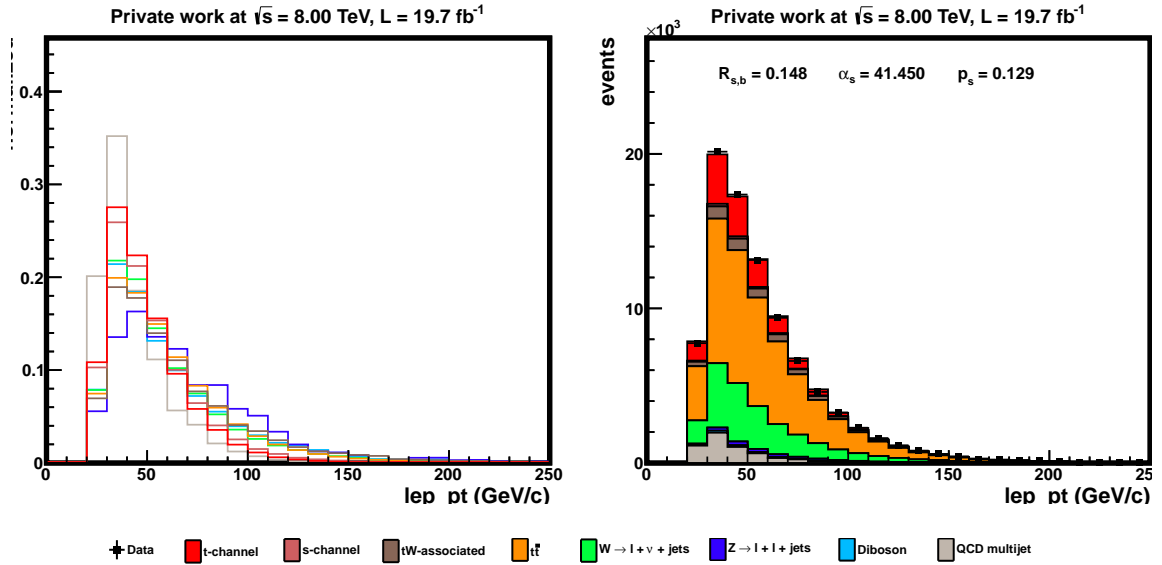 Private work at √s = 8.00 TeV, L = 19.7 fb⁻¹
0.4
0.3
0.2
0.1
0
0 50 100 150 200 250
lep_pt (GeV/c)
Private work at √s = 8.00 TeV, L = 19.7 fb⁻¹
×10³
events
R_s,b = 0.148 α_s = 41.450 p_s = 0.129
20
10
0
0 50 100 150 200 250
lep_pt (GeV/c)
Data t-channel s-channel tW-associated tt̄ W → l + ν + jets Z → l + l + jets Diboson QCD multijet